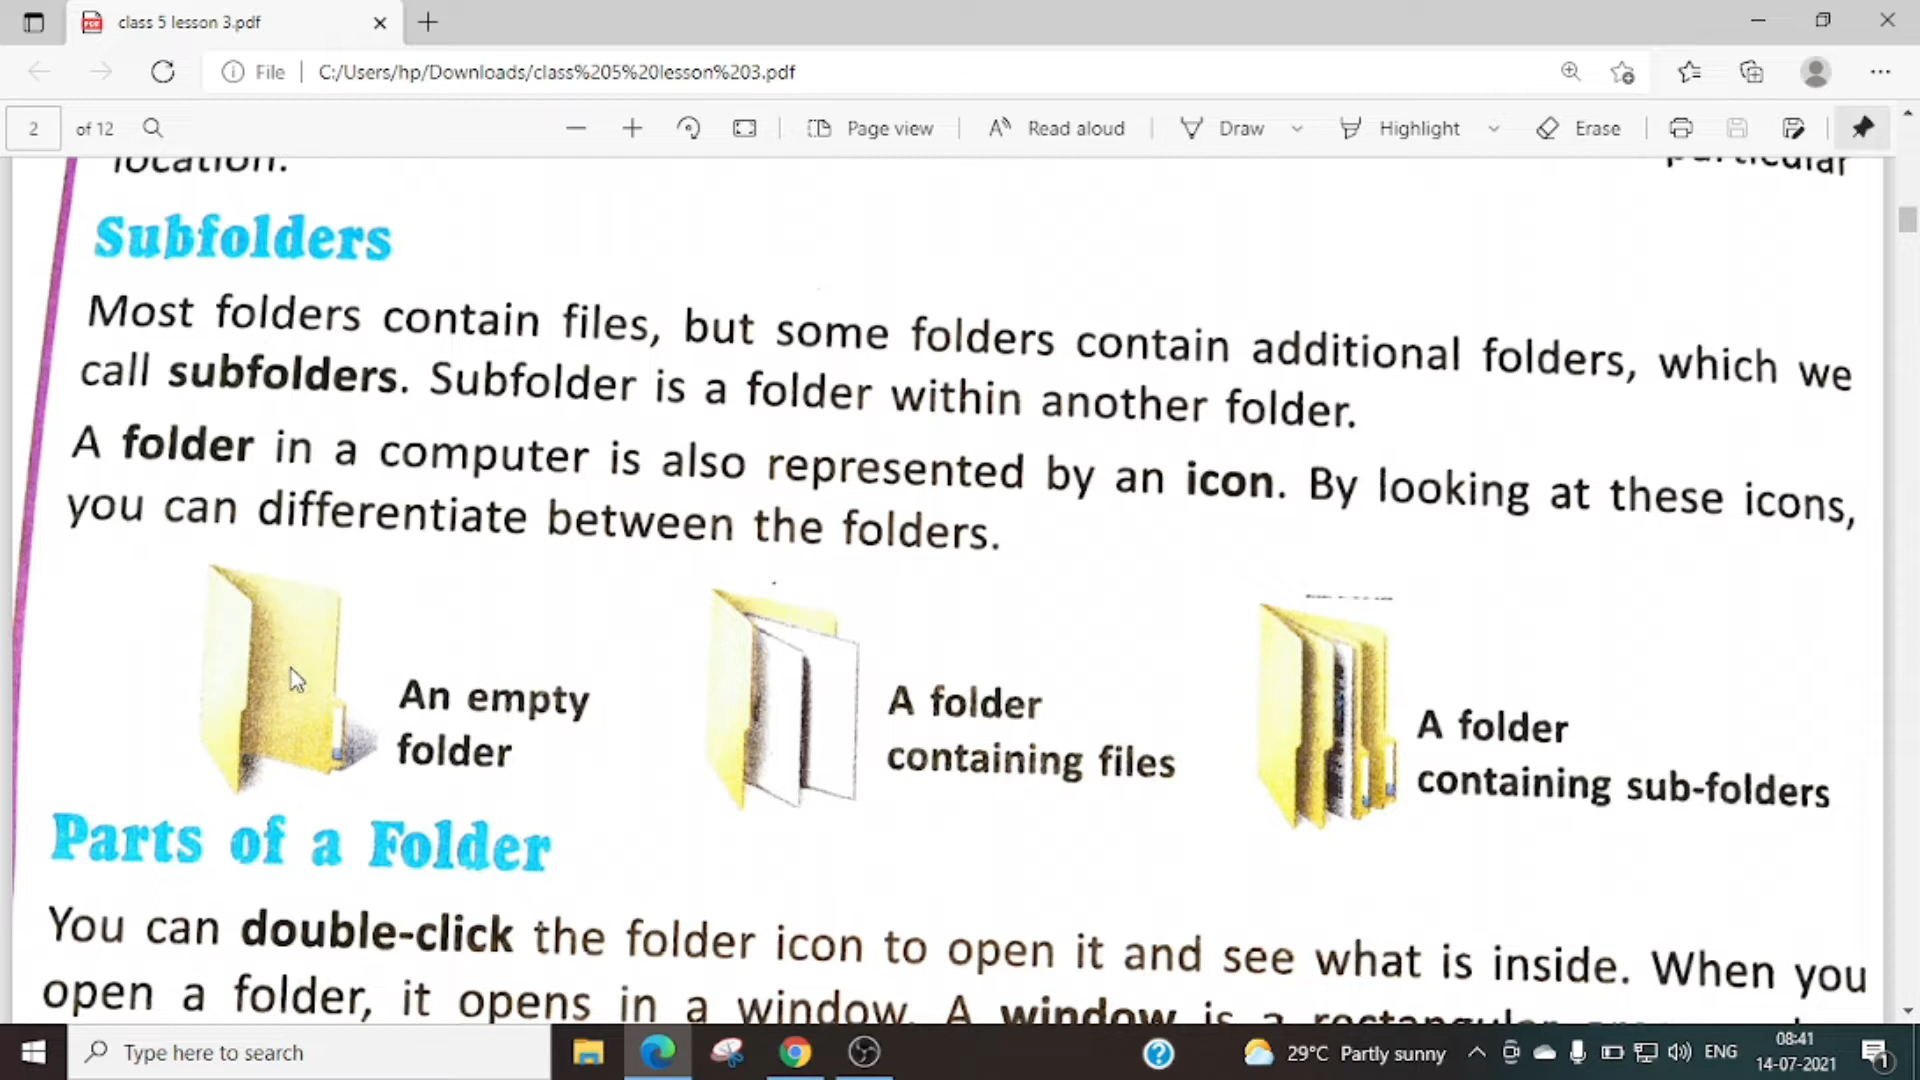 class 5 lesson 3.pdf
File
C:/Users/hp/Downloads/class%205%20lesson%203.pdf
2 of 12
Page view
Read aloud
Draw
Highlight
Erase
location.
particular
Subfolders
Most folders contain files, but some folders contain additional folders, which we
call subfolders. Subfolder is a folder within another folder.
A folder in a computer is also represented by an icon. By looking at these icons,
you can differentiate between the folders.
An empty
folder
A folder
containing files
A folder
containing sub-folders
Parts of a Folder
You can double-click the folder icon to open it and see what is inside. When you
open a folder, it opens in a window. A window is a rectangular
Type here to search
29°C Partly sunny
ENG
08:41
14-07-2021
1